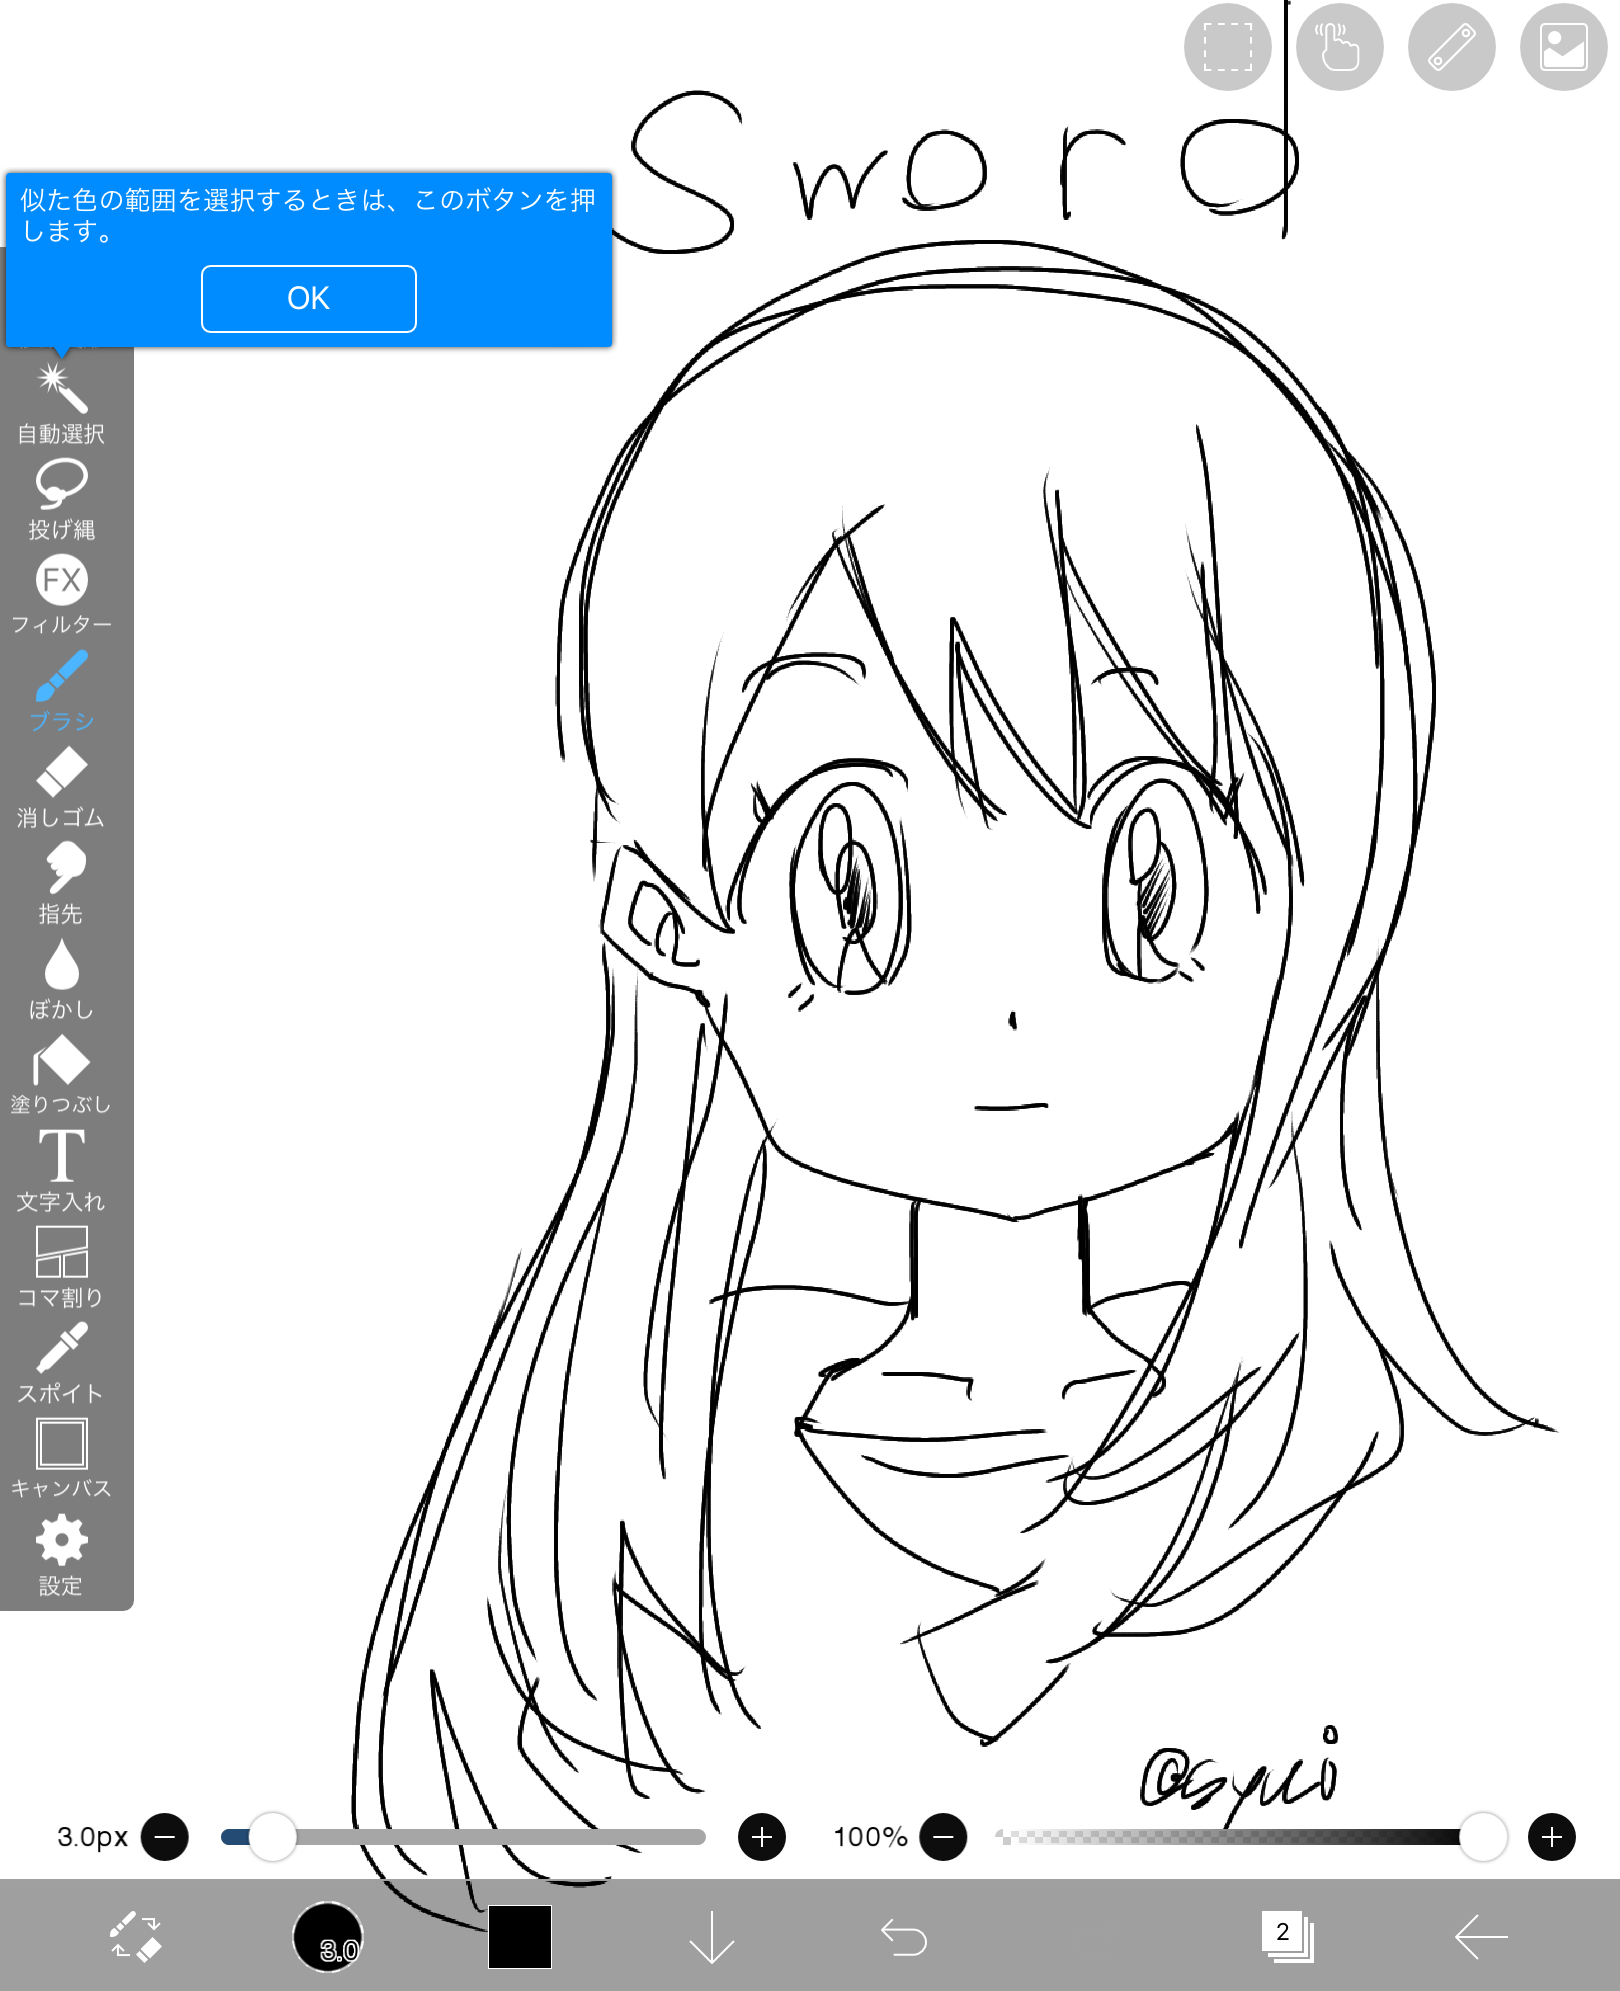 Sword
似た色の範囲を選択するときは、このボタンを押
します。
OK
自動選択
投げ縄
FX
フィルター
ブラシ
消しゴム
指先
ぼかし
塗りつぶし
T
文字入れ
コマ割り
スポイト
キャンバス
設定
@syui
3.0px
100%
3.0
2